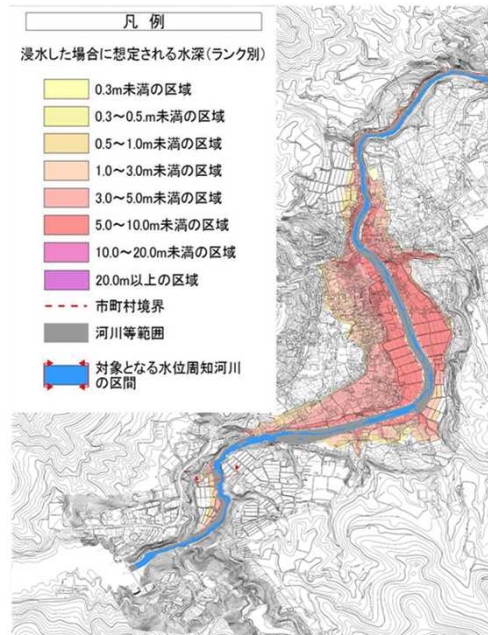 凡 例
浸水した場合に想定される水深(ランク別)
0.3m未満の区域
0.3～0.5.m未満の区域
0.5～1.0m未満の区域
1.0～3.0m未満の区域
3.0～5.0m未満の区域
5.0～10.0m未満の区域
10.0～20.0m未満の区域
20.0m以上の区域
市町村境界
河川等範囲
対象となる水位周知河川
の区間